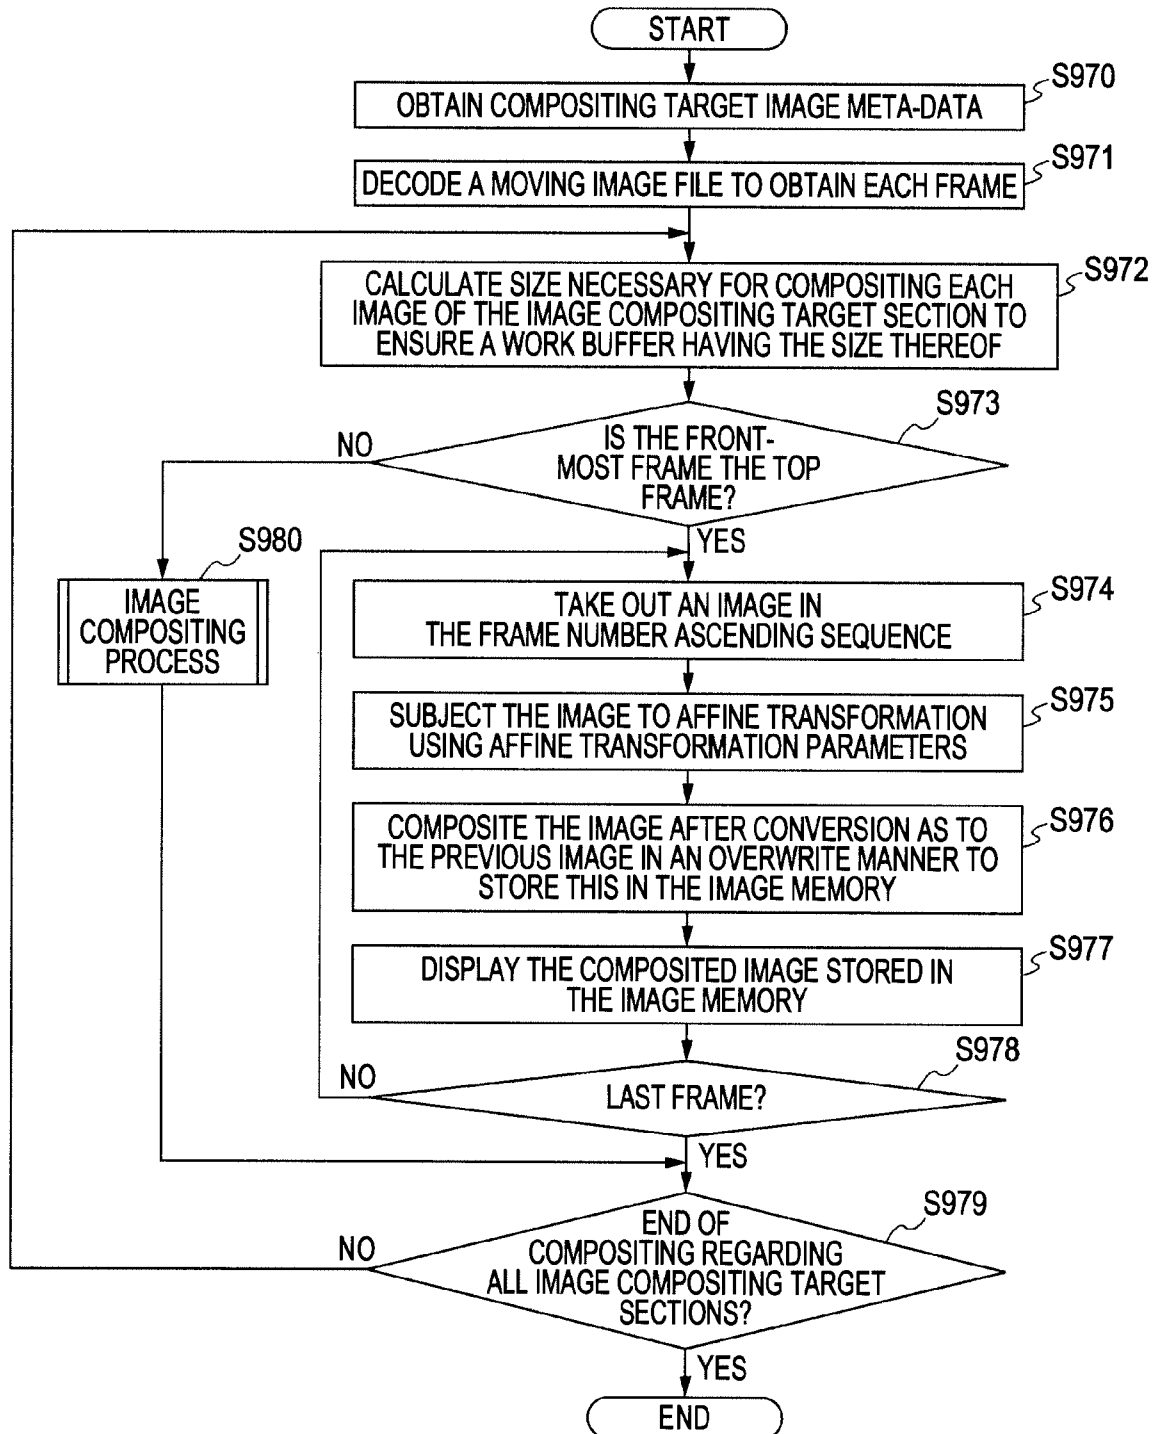 START
S970
OBTAIN COMPOSITING TARGET IMAGE META-DATA
S971
DECODE A MOVING IMAGE FILE TO OBTAIN EACH FRAME
S972
CALCULATE SIZE NECESSARY FOR COMPOSITING EACH
IMAGE OF THE IMAGE COMPOSITING TARGET SECTION TO
ENSURE A WORK BUFFER HAVING THE SIZE THEREOF
S973
NO
IS THE FRONT-
MOST FRAME THE TOP
FRAME?
YES
S980
IMAGE
COMPOSITING
PROCESS
S974
TAKE OUT AN IMAGE IN
THE FRAME NUMBER ASCENDING SEQUENCE
S975
SUBJECT THE IMAGE TO AFFINE TRANSFORMATION
USING AFFINE TRANSFORMATION PARAMETERS
S976
COMPOSITE THE IMAGE AFTER CONVERSION AS TO
THE PREVIOUS IMAGE IN AN OVERWRITE MANNER TO
STORE THIS IN THE IMAGE MEMORY
S977
DISPLAY THE COMPOSITED IMAGE STORED IN
THE IMAGE MEMORY
S978
NO
LAST FRAME?
YES
S979
NO
END OF
COMPOSITING REGARDING
ALL IMAGE COMPOSITING TARGET
SECTIONS?
YES
END